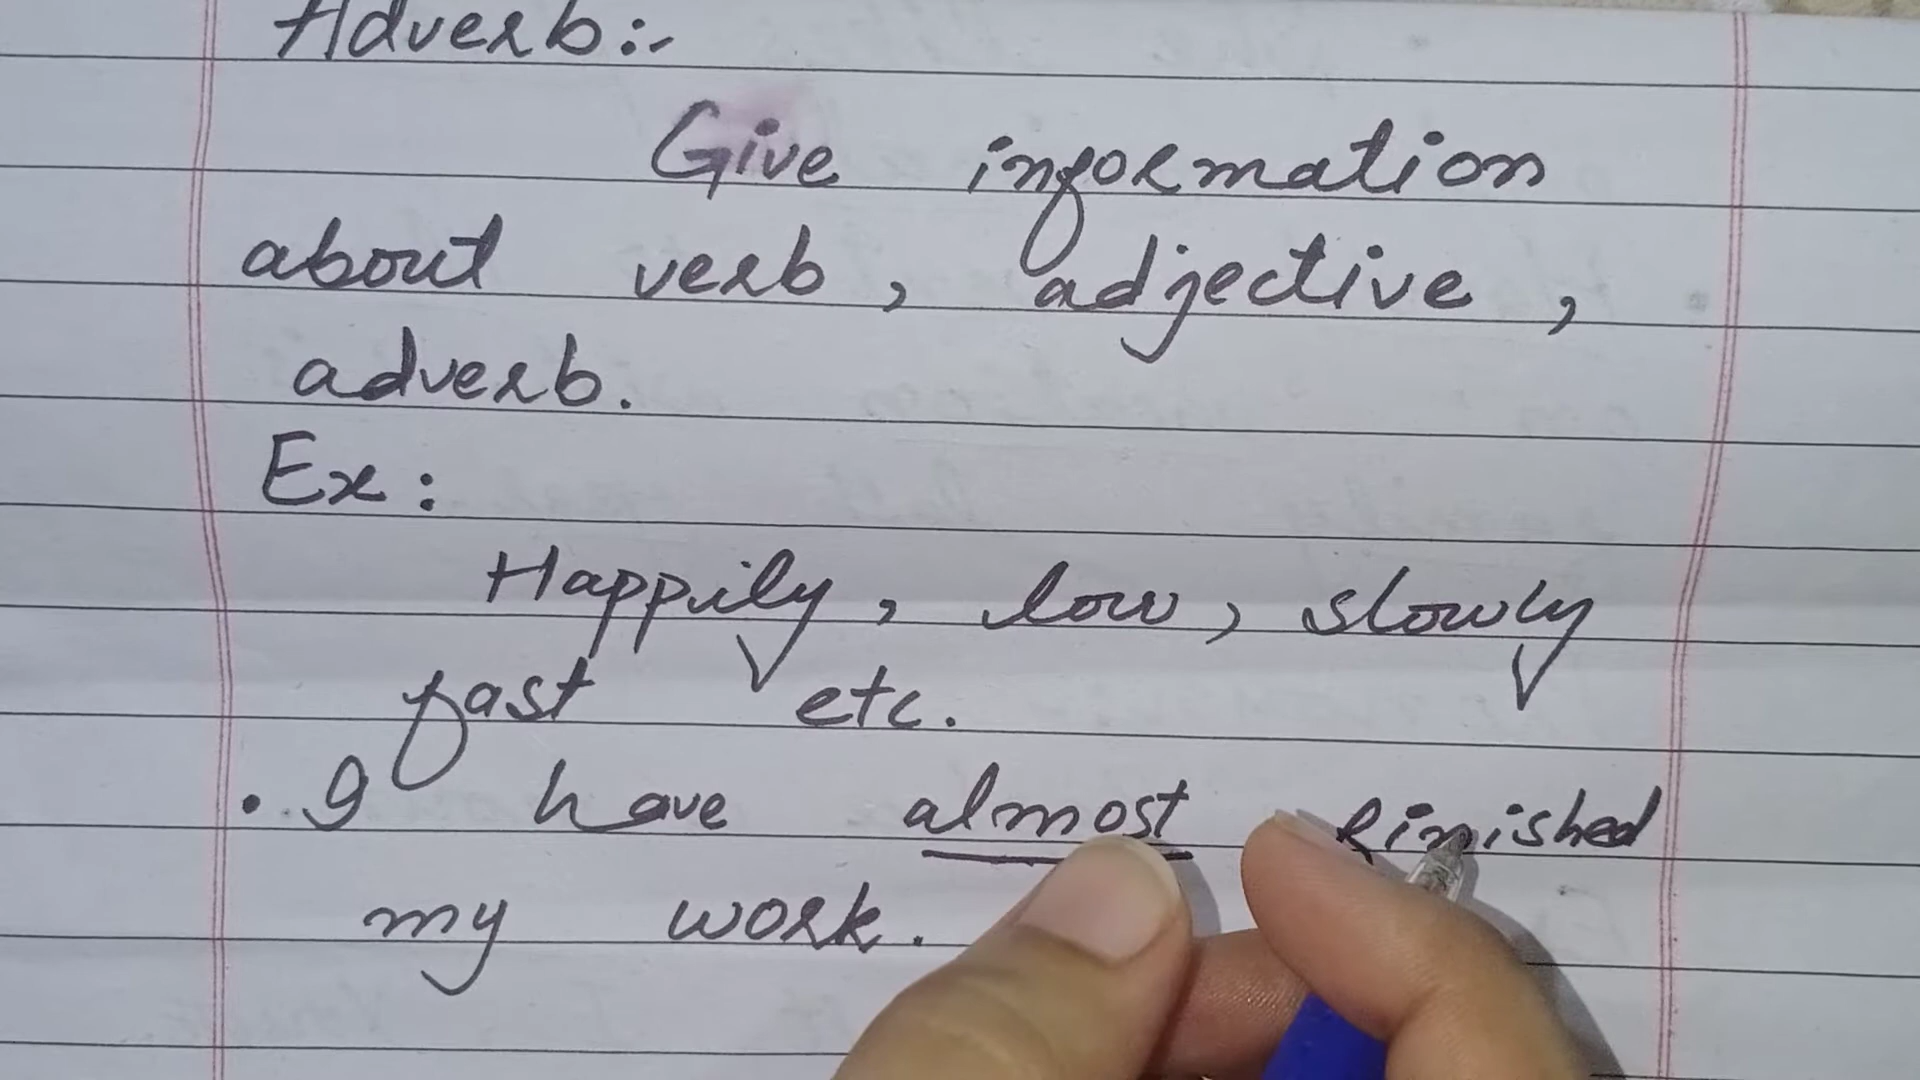 Adverb:-
Give information
about verb, adjective,
adverb.
Ex:
Happily, low, slowly
fast etc.
. I have almost finished
my work.